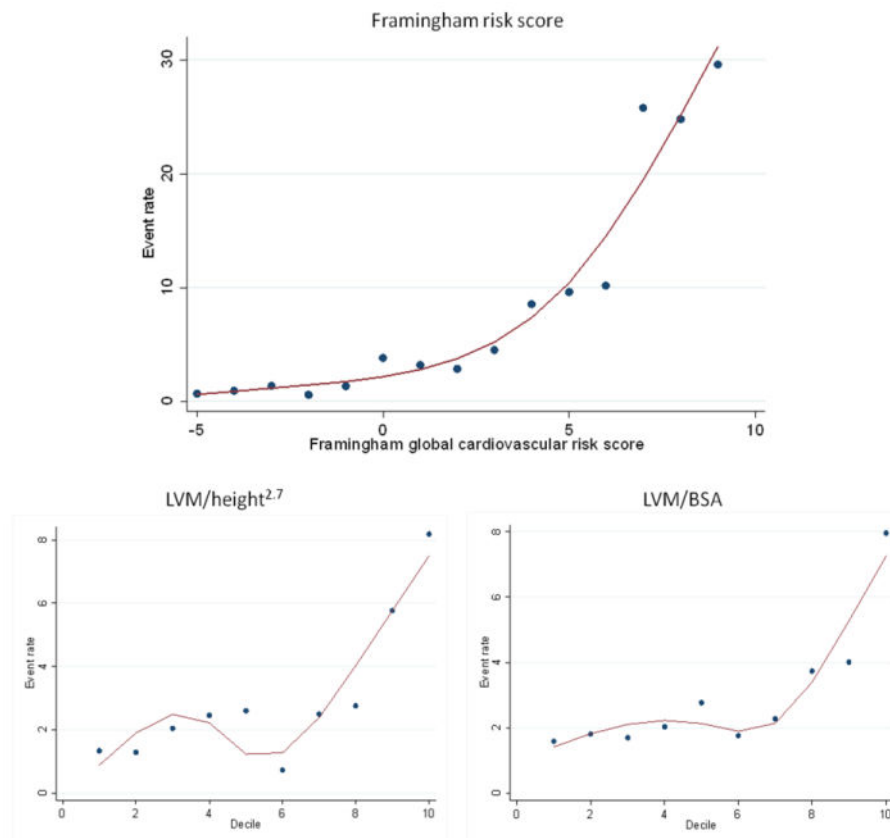 Framingham risk score
30
20
10
0
Event rate
-5 0 5 10
Framingham global cardiovascular risk score
LVM/height2.7
8
6
4
2
0
Event rate
0 2 4 6 8 10
Decile
LVM/BSA
8
6
4
2
0
Event rate
0 2 4 6 8 10
Decile